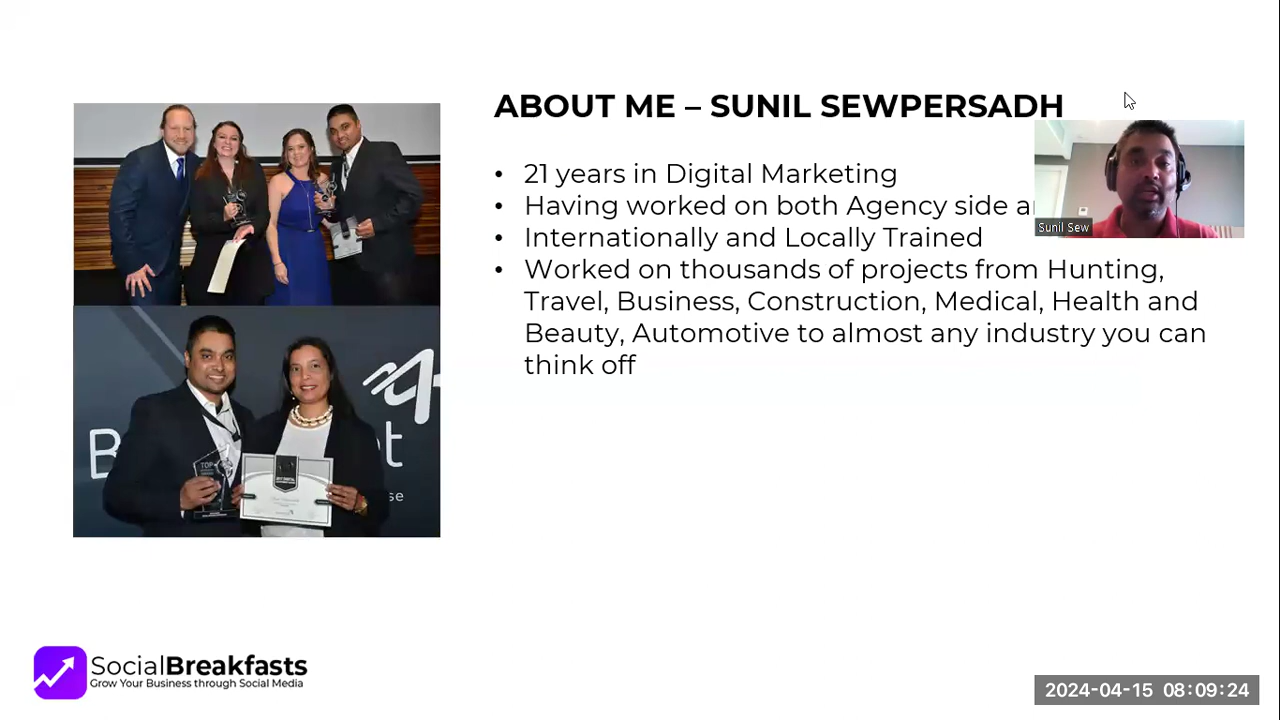 ABOUT ME – SUNIL SEWPERSADH
• 21 years in Digital Marketing
• Having worked on both Agency side
• Internationally and Locally Trained
• Worked on thousands of projects from Hunting,
Travel, Business, Construction, Medical, Health and
Beauty, Automotive to almost any industry you can
think off
Sunil Sew
TOP
se
SocialBreakfasts
Grow Your Business through Social Media
2024-04-15 08:09:24